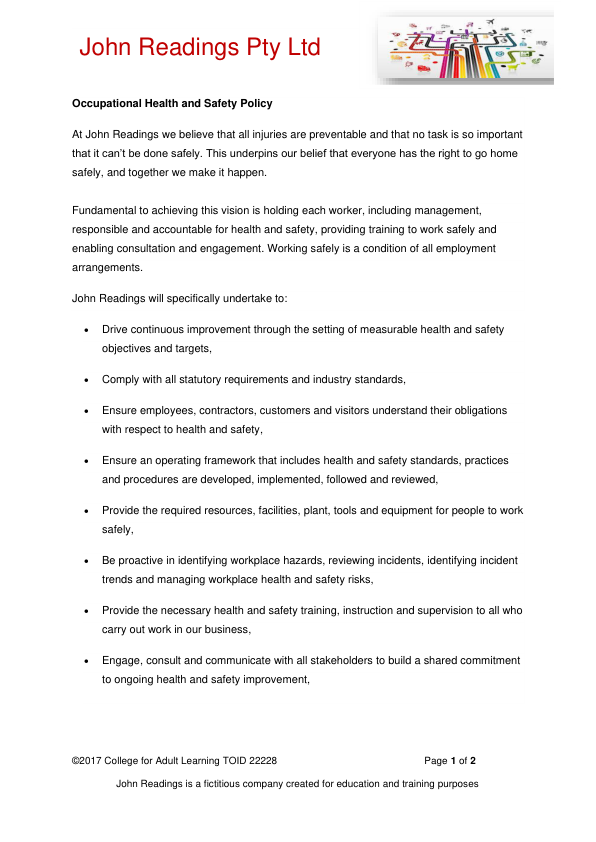 John Readings Pty Ltd
Occupational Health and Safety Policy
At John Readings we believe that all injuries are preventable and that no task is so important
that it can't be done safely. This underpins our belief that everyone has the right to go home
safely, and together we make it happen.
Fundamental to achieving this vision is holding each worker, including management,
responsible and accountable for health and safety, providing training to work safely and
enabling consultation and engagement. Working safely is a condition of all employment
arrangements.
John Readings will specifically undertake to:
• Drive continuous improvement through the setting of measurable health and safety
objectives and targets,
• Comply with all statutory requirements and industry standards,
• Ensure employees, contractors, customers and visitors understand their obligations
with respect to health and safety,
• Ensure an operating framework that includes health and safety standards, practices
and procedures are developed, implemented, followed and reviewed,
• Provide the required resources, facilities, plant, tools and equipment for people to work
safely,
• Be proactive in identifying workplace hazards, reviewing incidents, identifying incident
trends and managing workplace health and safety risks,
• Provide the necessary health and safety training, instruction and supervision to all who
carry out work in our business,
• Engage, consult and communicate with all stakeholders to build a shared commitment
to ongoing health and safety improvement,
©2017 College for Adult Learning TOID 22228 Page 1 of 2
John Readings is a fictitious company created for education and training purposes